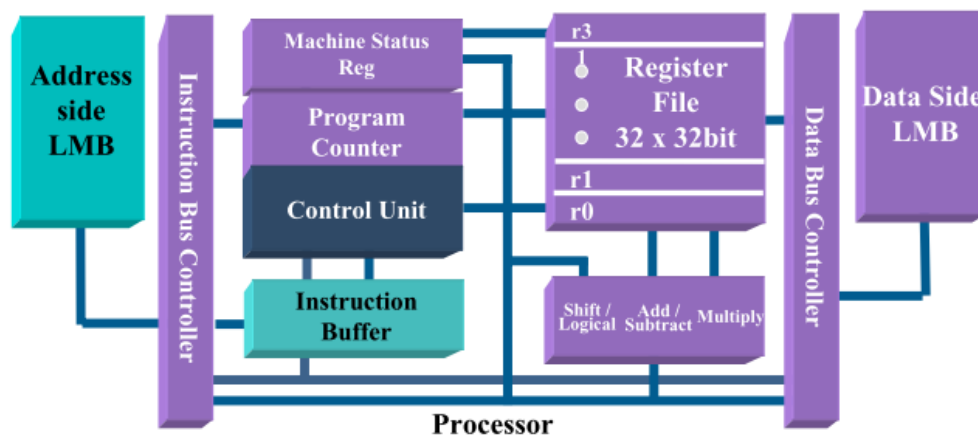 Address
side
LMB
Instruction Bus Controller
Machine Status
Reg
Program
Counter
Control Unit
Instruction
Buffer
r3
1
Register
File
32 x 32bit
r1
r0
Shift /
Logical
Add /
Subtract
Multiply
Data Bus Controller
Data Side
LMB
Processor